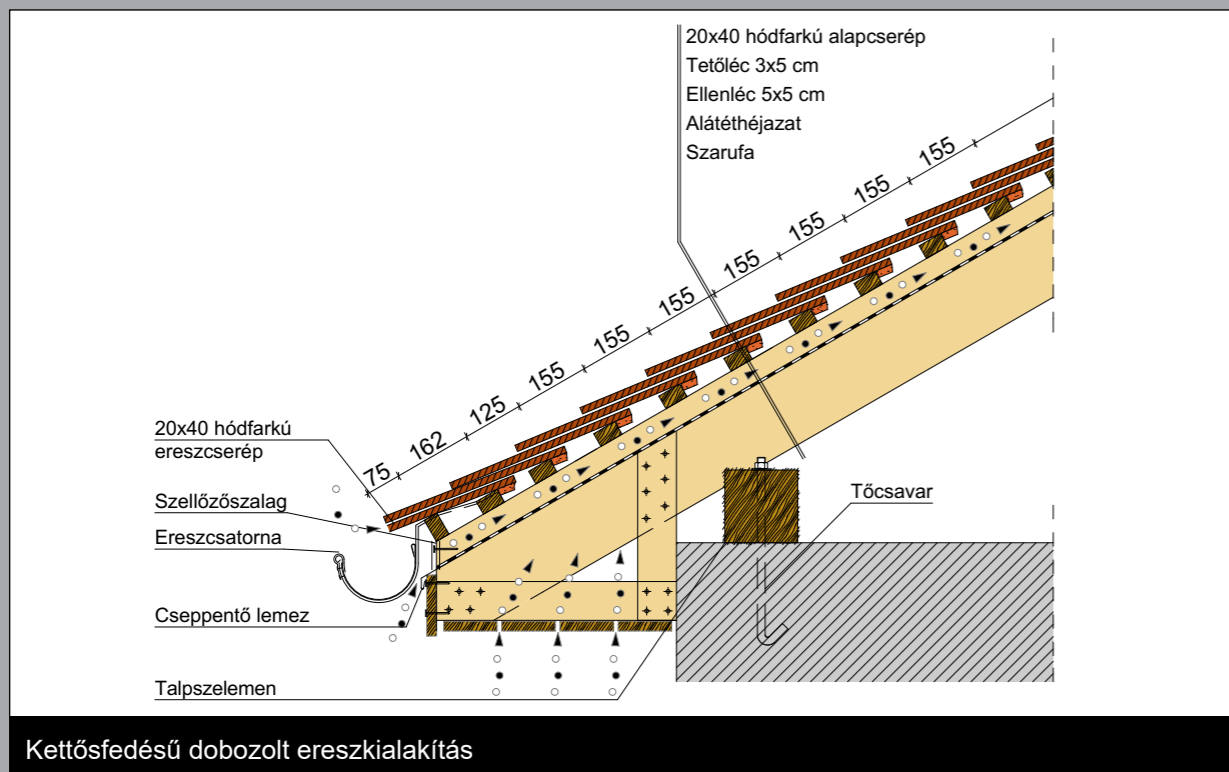 20x40 hódfarkú alapcserép
Tetőléc 3x5 cm
Ellenléc 5x5 cm
Alátéthéjazat
Szarufa
155
155
155
155
155
155
155
155
125
162
75
20x40 hódfarkú
ereszcserép
Szellőzőszalag
Ereszcsatorna
Cseppentő lemez
Talpszelemen
Tőcsavar
Kettősfedésű dobozolt ereszkialakítás